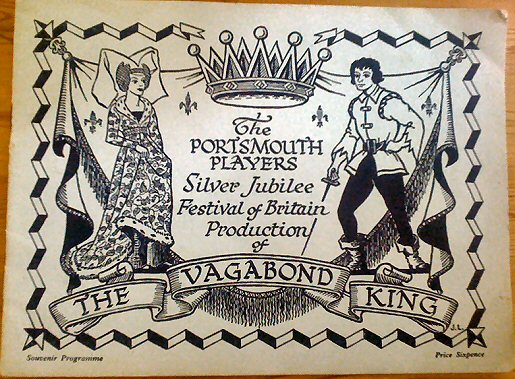 The
PORTSMOUTH
PLAYERS
Silver Jubilee
Festival of Britain
Production
of
THE VAGABOND KING
J.L.
Souvenir Programme
Price Sixpence